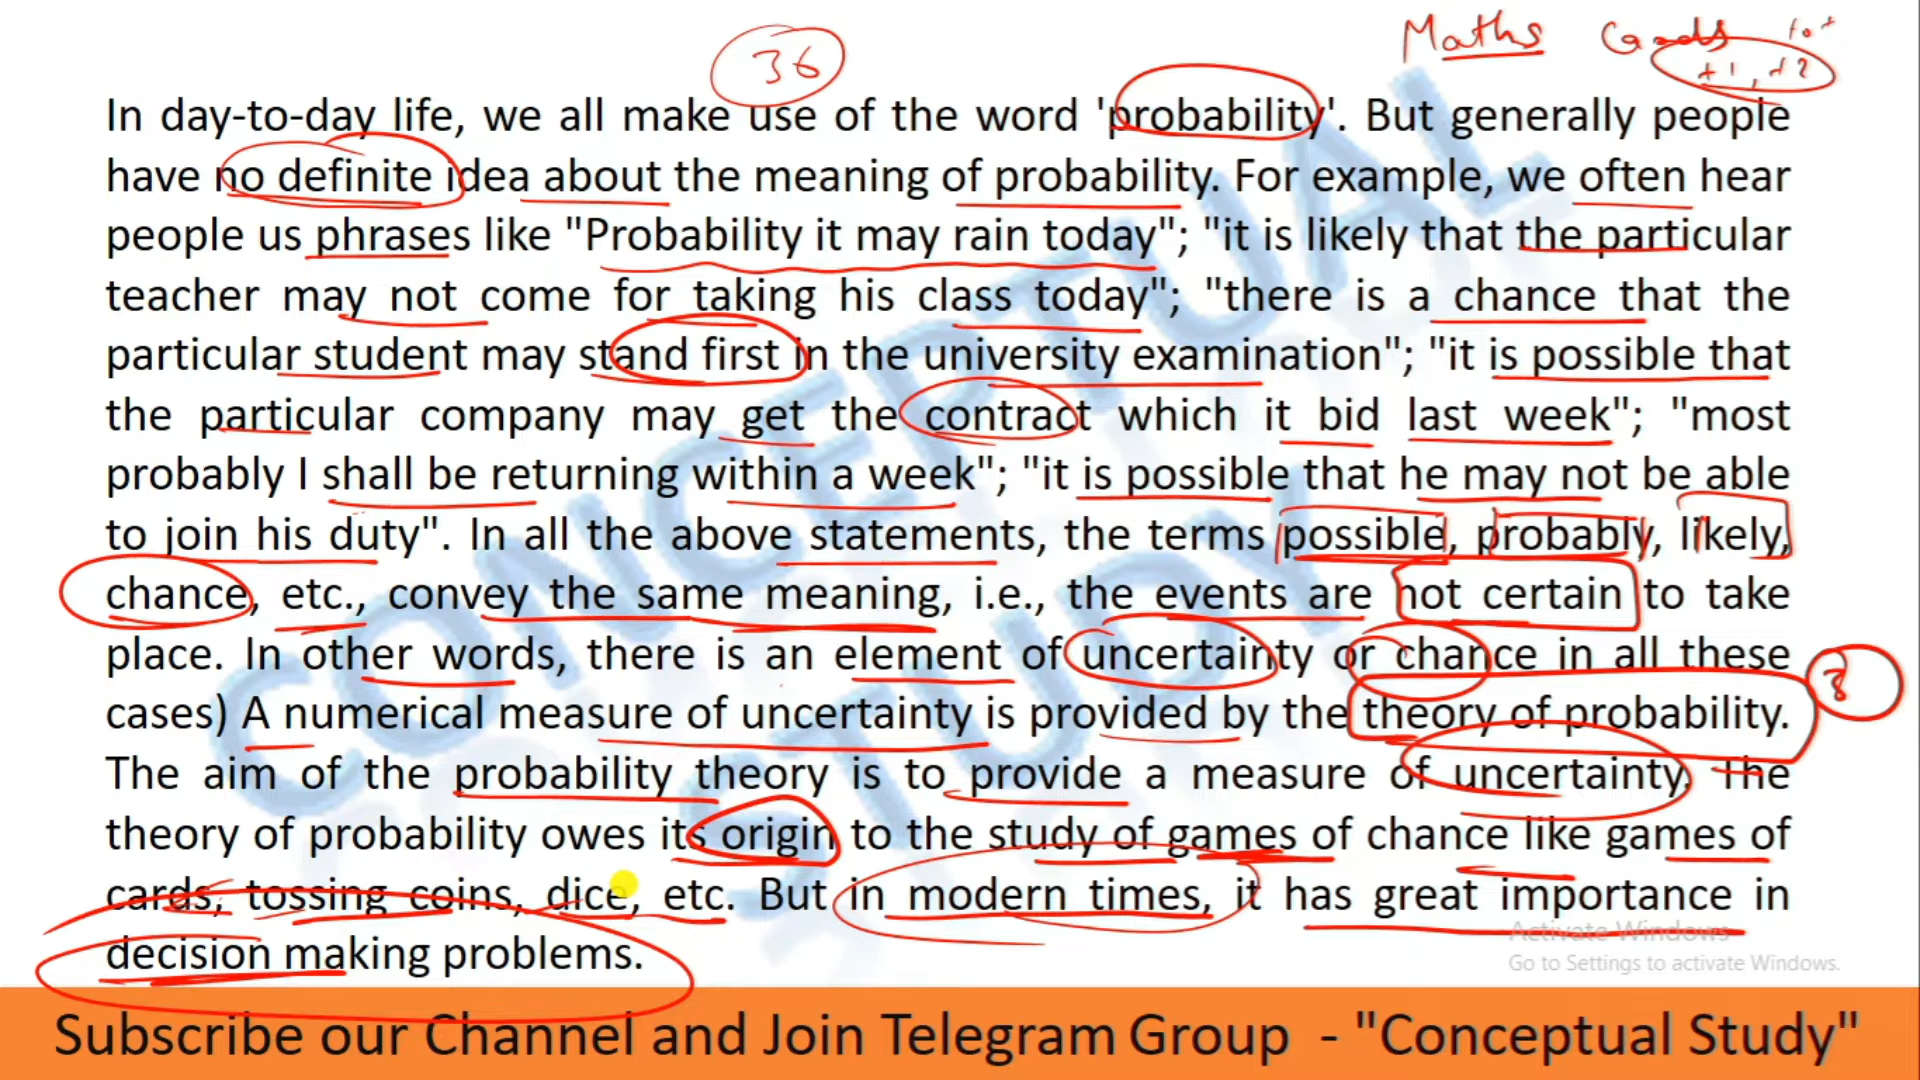 36
Maths Cards 10+
+1, +2
In day-to-day life, we all make use of the word 'probability'. But generally people
have no definite idea about the meaning of probability. For example, we often hear
people us phrases like "Probability it may rain today"; "it is likely that the particular
teacher may not come for taking his class today"; "there is a chance that the
particular student may stand first in the university examination"; "it is possible that
the particular company may get the contract which it bid last week"; "most
probably I shall be returning within a week"; "it is possible that he may not be able
to join his duty". In all the above statements, the terms possible, probably, likely,
chance, etc., convey the same meaning, i.e., the events are not certain to take
place. In other words, there is an element of uncertainty or chance in all these
cases) A numerical measure of uncertainty is provided by the theory of probability.
The aim of the probability theory is to provide a measure of uncertainty. The
theory of probability owes its origin to the study of games of chance like games of
cards, tossing coins, dice, etc. But in modern times, it has great importance in
decision making problems.
CONCEPTUAL
STUDY
Activate Windows
Go to Settings to activate Windows.
Subscribe our Channel and Join Telegram Group - "Conceptual Study"